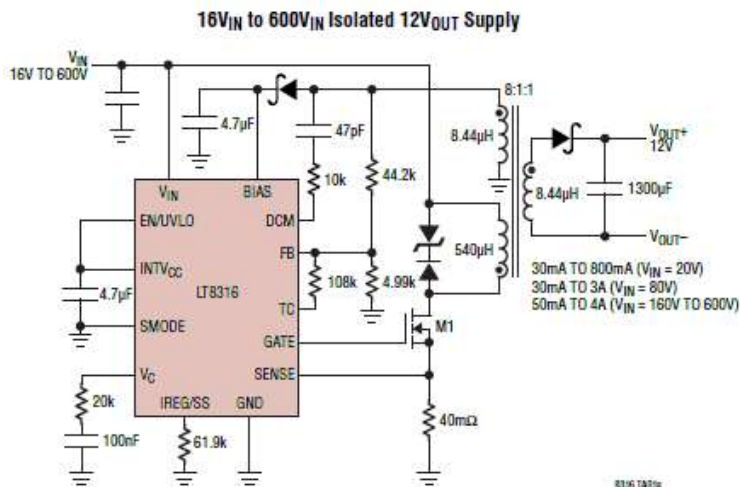 16VIN to 600VIN Isolated 12VOUT Supply
VIN
16V TO 600V
8:1:1
4.7µF
47pF
8.44µH
VOUT+
12V
44.2k
10k
8.44µH
1300µF
VIN
BIAS
EN/UVLO
DCM
VOUT–
FB
540µH
30mA TO 800mA (VIN = 20V)
30mA TO 3A (VIN = 80V)
50mA TO 4A (VIN = 160V TO 600V)
INTVCC
LT8316
108k
4.99k
4.7µF
TC
SMODE
M1
GATE
VC
SENSE
20k
IREG/SS
GND
40mΩ
100nF
61.9k